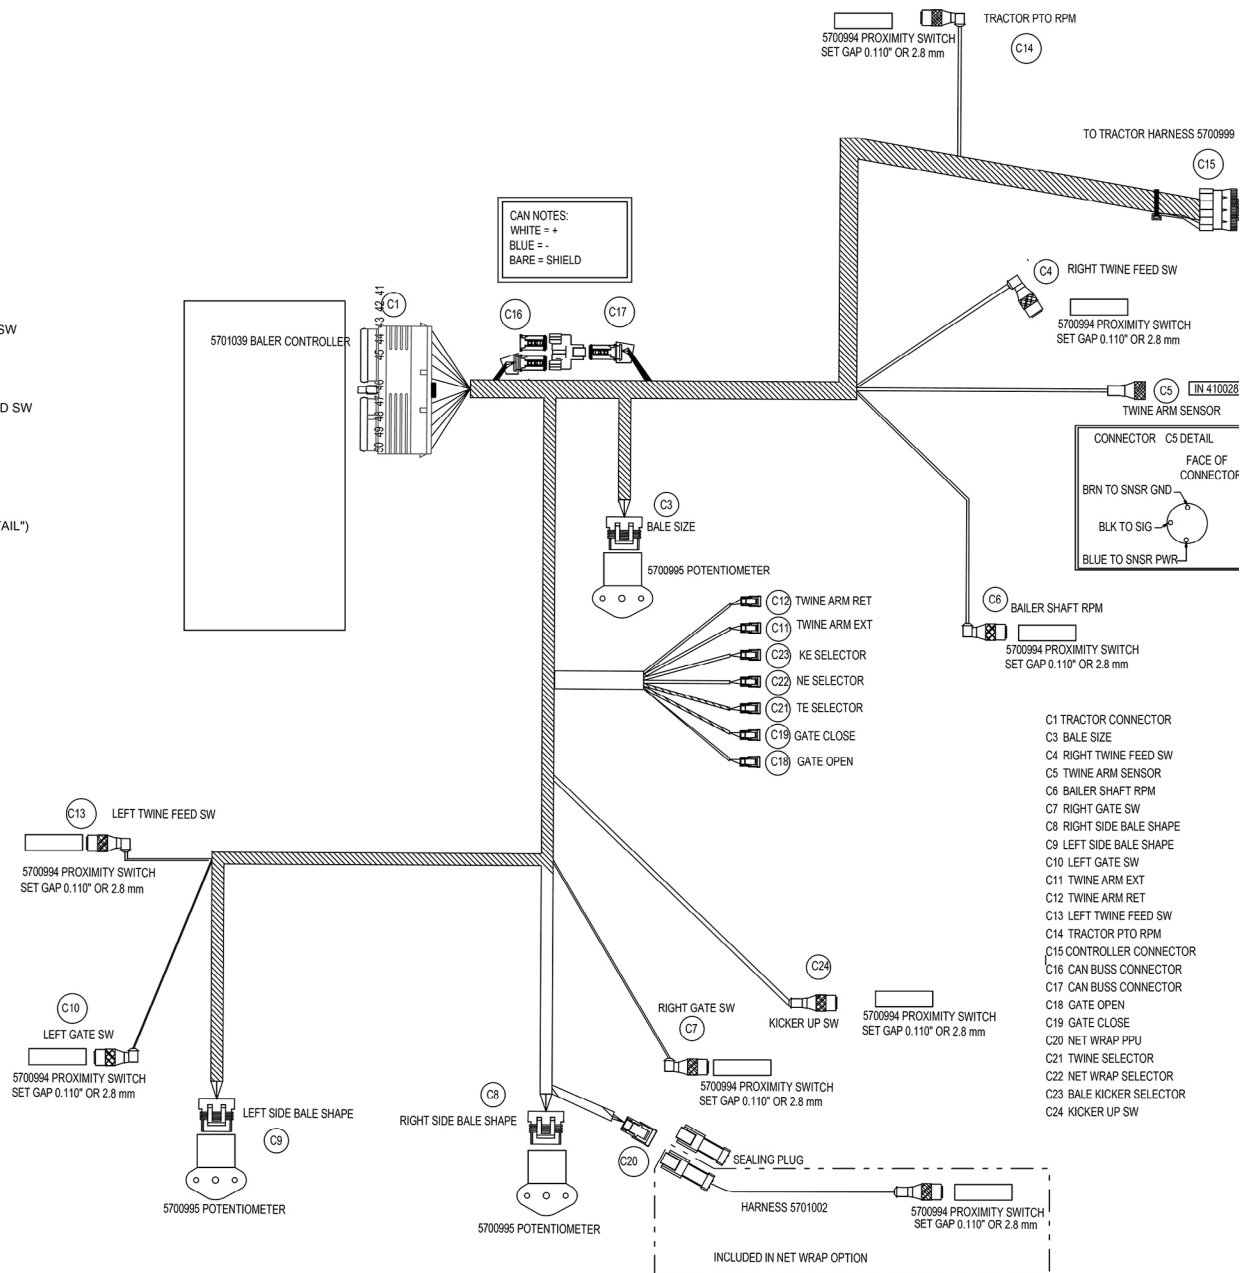 TRACTOR PTO RPM
5700994 PROXIMITY SWITCH
SET GAP 0.110" OR 2.8 mm
C14
TO TRACTOR HARNESS 5700999
C15
CAN NOTES:
WHITE = +
BLUE = -
BARE = SHIELD
C4
RIGHT TWINE FEED SW
5700994 PROXIMITY SWITCH
SET GAP 0.110" OR 2.8 mm
C1
C16
C17
41
42
43
44
45
46
47
48
49
50
SW
5701039 BALER CONTROLLER
C5
IN 410028
TWINE ARM SENSOR
D SW
CONNECTOR C5 DETAIL
FACE OF
CONNECTOR
BRN TO SNSR GND
BLK TO SIG
BLUE TO SNSR PWR
TAIL")
C3
BALE SIZE
5700995 POTENTIOMETER
C12 TWINE ARM RET
C11 TWINE ARM EXT
C23 KE SELECTOR
C22 NE SELECTOR
C21 TE SELECTOR
C19 GATE CLOSE
C18 GATE OPEN
C6 BAILER SHAFT RPM
5700994 PROXIMITY SWITCH
SET GAP 0.110" OR 2.8 mm
C1 TRACTOR CONNECTOR
C3 BALE SIZE
C4 RIGHT TWINE FEED SW
C5 TWINE ARM SENSOR
C6 BAILER SHAFT RPM
C7 RIGHT GATE SW
C8 RIGHT SIDE BALE SHAPE
C9 LEFT SIDE BALE SHAPE
C10 LEFT GATE SW
C11 TWINE ARM EXT
C12 TWINE ARM RET
C13 LEFT TWINE FEED SW
C14 TRACTOR PTO RPM
C15 CONTROLLER CONNECTOR
C16 CAN BUSS CONNECTOR
C17 CAN BUSS CONNECTOR
C18 GATE OPEN
C19 GATE CLOSE
C20 NET WRAP PPU
C21 TWINE SELECTOR
C22 NET WRAP SELECTOR
C23 BALE KICKER SELECTOR
C24 KICKER UP SW
C13 LEFT TWINE FEED SW
5700994 PROXIMITY SWITCH
SET GAP 0.110" OR 2.8 mm
C10
LEFT GATE SW
5700994 PROXIMITY SWITCH
SET GAP 0.110" OR 2.8 mm
LEFT SIDE BALE SHAPE
C9
5700995 POTENTIOMETER
C24
KICKER UP SW
5700994 PROXIMITY SWITCH
SET GAP 0.110" OR 2.8 mm
RIGHT GATE SW
C7
5700994 PROXIMITY SWITCH
SET GAP 0.110" OR 2.8 mm
C8
RIGHT SIDE BALE SHAPE
5700995 POTENTIOMETER
C20
SEALING PLUG
HARNESS 5701002
5700994 PROXIMITY SWITCH
SET GAP 0.110" OR 2.8 mm
INCLUDED IN NET WRAP OPTION